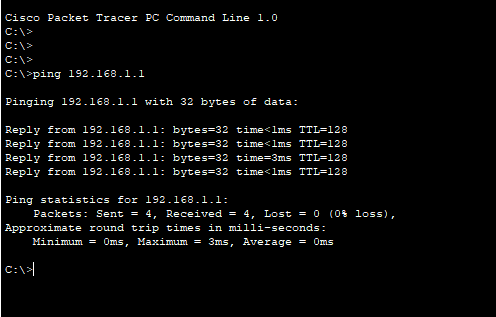 Cisco Packet Tracer PC Command Line 1.0
C:\>
C:\>
C:\>
C:\>ping 192.168.1.1
Pinging 192.168.1.1 with 32 bytes of data:
Reply from 192.168.1.1: bytes=32 time<1ms TTL=128
Reply from 192.168.1.1: bytes=32 time<1ms TTL=128
Reply from 192.168.1.1: bytes=32 time=3ms TTL=128
Reply from 192.168.1.1: bytes=32 time<1ms TTL=128
Ping statistics for 192.168.1.1:
Packets: Sent = 4, Received = 4, Lost = 0 (0% loss),
Approximate round trip times in milli-seconds:
Minimum = 0ms, Maximum = 3ms, Average = 0ms
C:\>